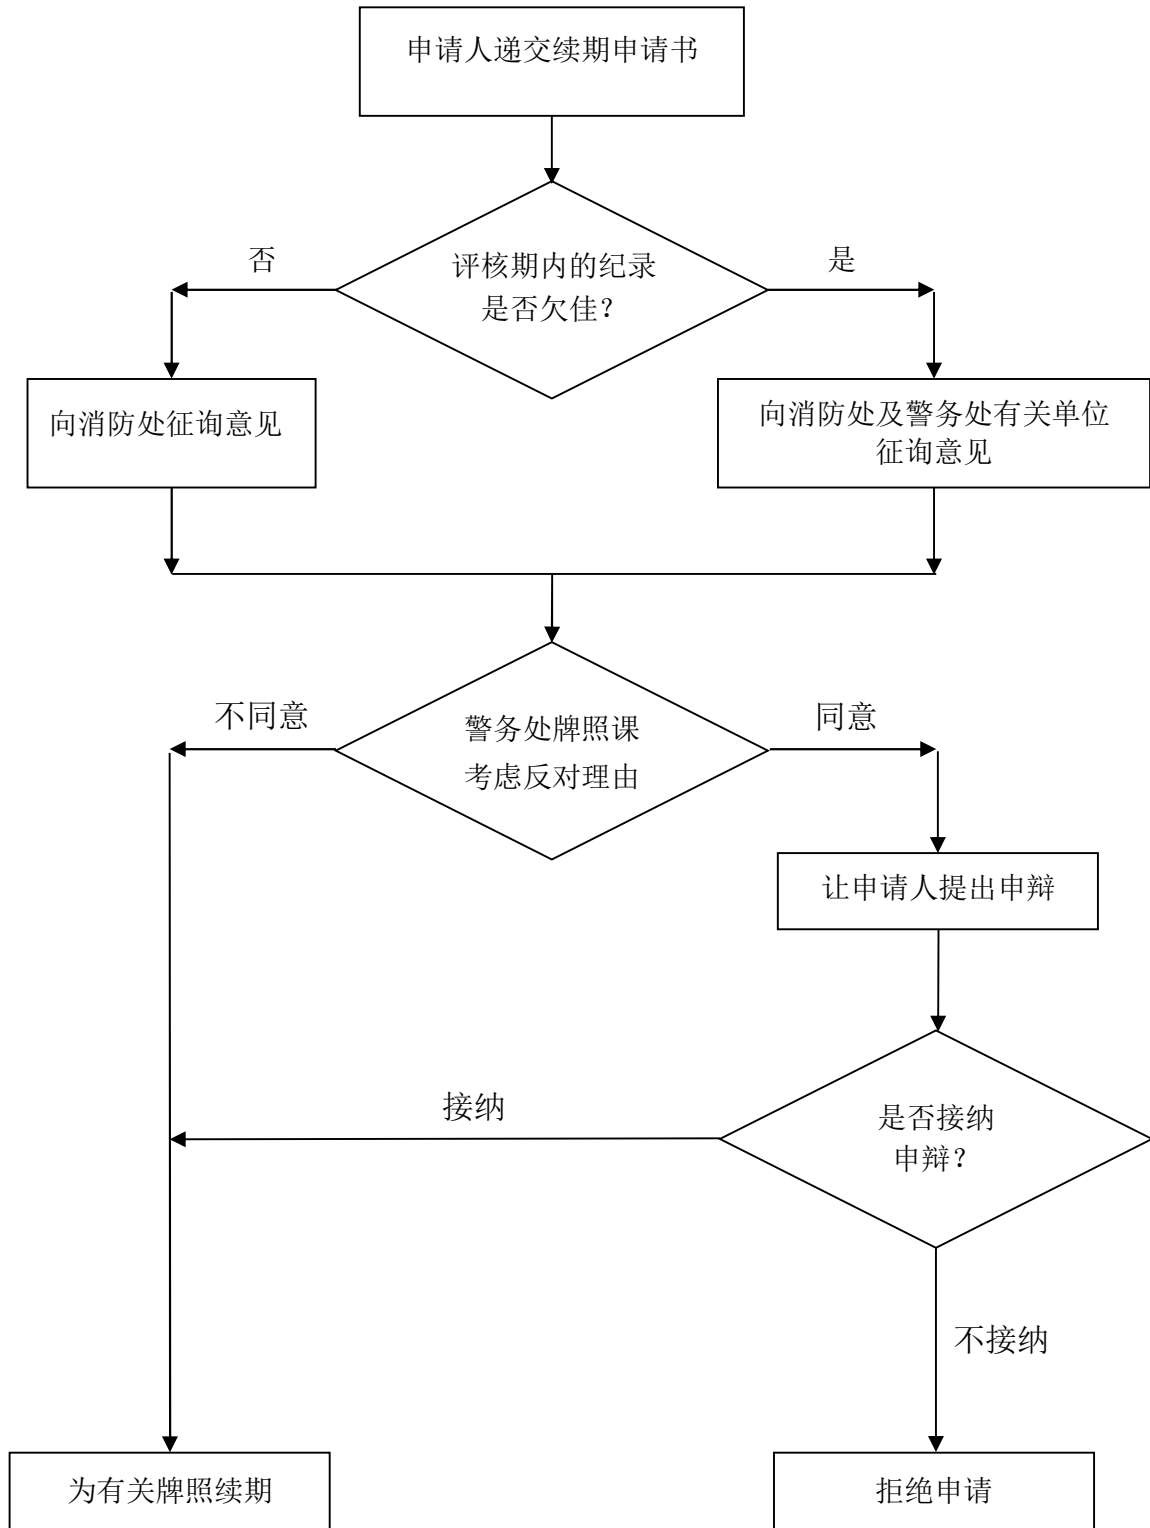 申请人递交续期申请书
否
评核期内的纪录
是否欠佳？
是
向消防处征询意见
向消防处及警务处有关单位
征询意见
不同意
警务处牌照课
考虑反对理由
同意
让申请人提出申辩
接纳
是否接纳
申辩？
不接纳
为有关牌照续期
拒绝申请